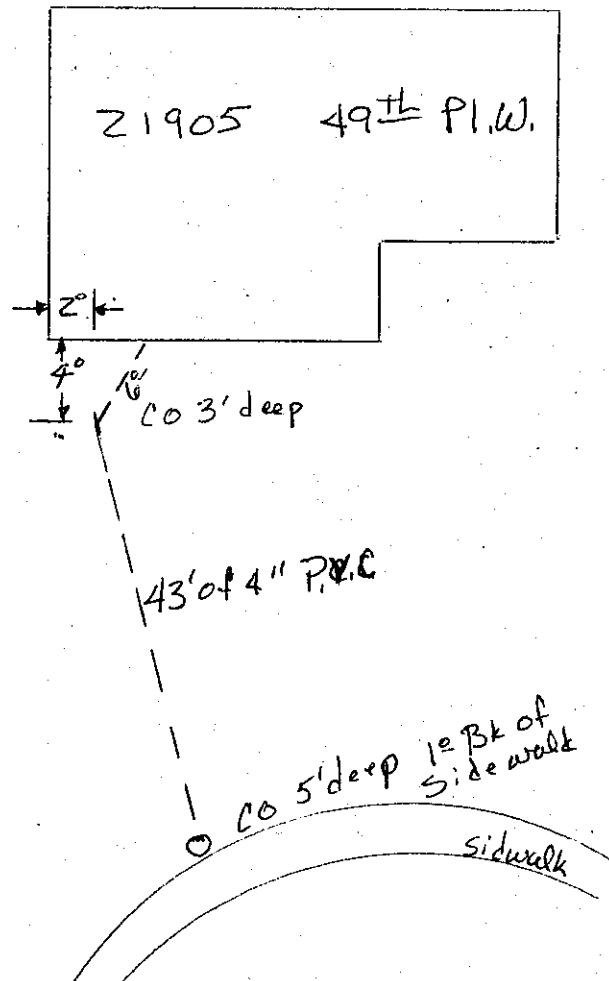 21905 49th Pl.W.
2°
4°
CO 3' deep
43' of 4" P.V.C
CO 5' deep 1° Bk of
Sidewalk
Sidwalk